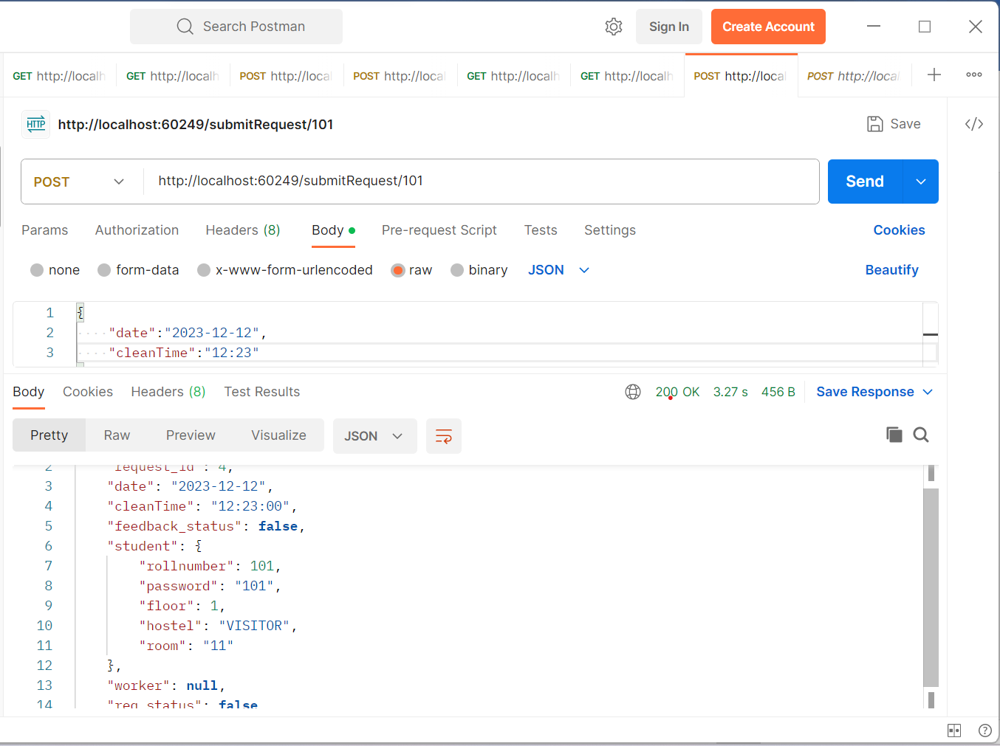 Search Postman
Sign In
Create Account
GET http://localh
GET http://localh
POST http://loca
POST http://loca
GET http://localh
GET http://localh
POST http://loca
POST http://loca
HTTP
http://localhost:60249/submitRequest/101
Save
</>
POST
http://localhost:60249/submitRequest/101
Send
Params Authorization Headers (8) Body Pre-request Script Tests Settings Cookies
none form-data x-www-form-urlencoded raw binary JSON Beautify
1 {
2 "date":"2023-12-12",
3 "cleanTime":"12:23"
Body Cookies Headers (8) Test Results 200 OK 3.27 s 456 B Save Response
Pretty Raw Preview Visualize JSON
2 "request_id": 4,
3 "date": "2023-12-12",
4 "cleanTime": "12:23:00",
5 "feedback_status": false,
6 "student": {
7 "rollnumber": 101,
8 "password": "101",
9 "floor": 1,
10 "hostel": "VISITOR",
11 "room": "11"
12 },
13 "worker": null,
14 "req_status": false